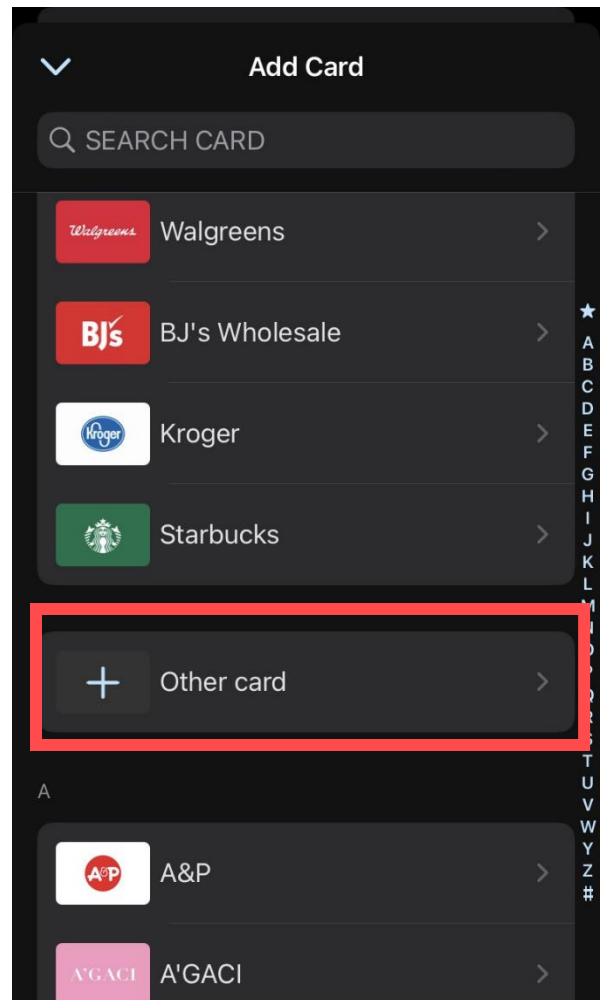 Add Card
SEARCH CARD
Walgreens Walgreens
BJ's BJ's Wholesale
Kroger Kroger
Starbucks
Other card
A
A&P A&P
A'GACI A'GACI
A
B
C
D
E
F
G
H
I
J
K
L
M
Q
T
U
V
W
Y
Z
#